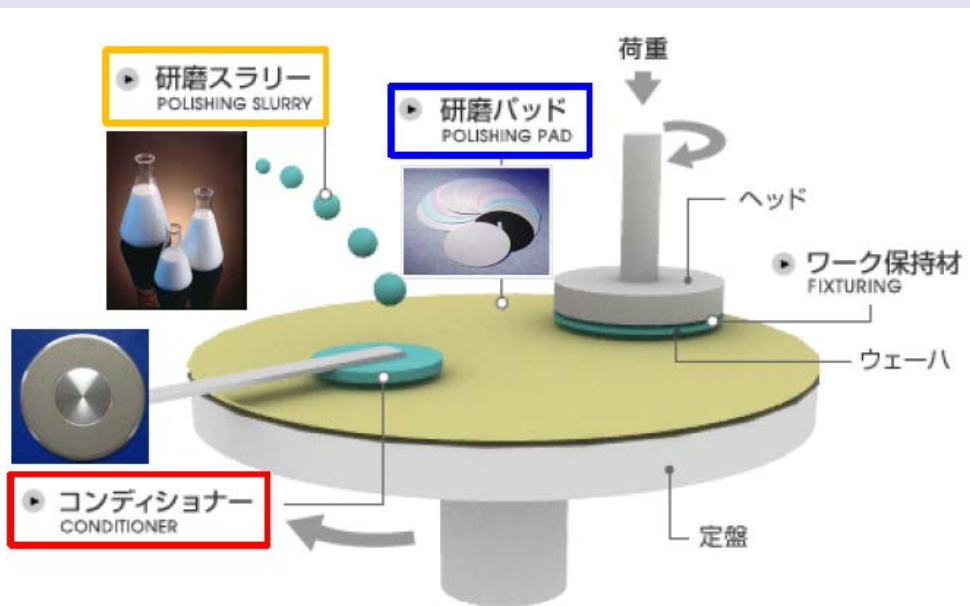 研磨スラリー
POLISHING SLURRY
研磨パッド
POLISHING PAD
荷重
ヘッド
ワーク保持材
FIXTURING
ウェーハ
コンディショナー
CONDITIONER
定盤